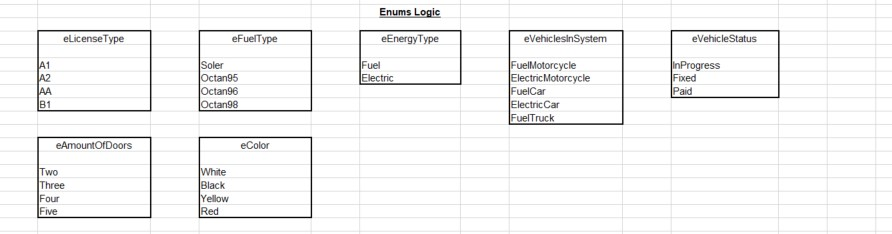 Enums Logic
eLicenseType
A1
A2
AA
B1
eFuelType
Soler
Octan95
Octan96
Octan98
eEnergyType
Fuel
Electric
eVehiclesInSystem
FuelMotorcycle
ElectricMotorcycle
FuelCar
ElectricCar
FuelTruck
eVehicleStatus
InProgress
Fixed
Paid
eAmountOfDoors
Two
Three
Four
Five
eColor
White
Black
Yellow
Red